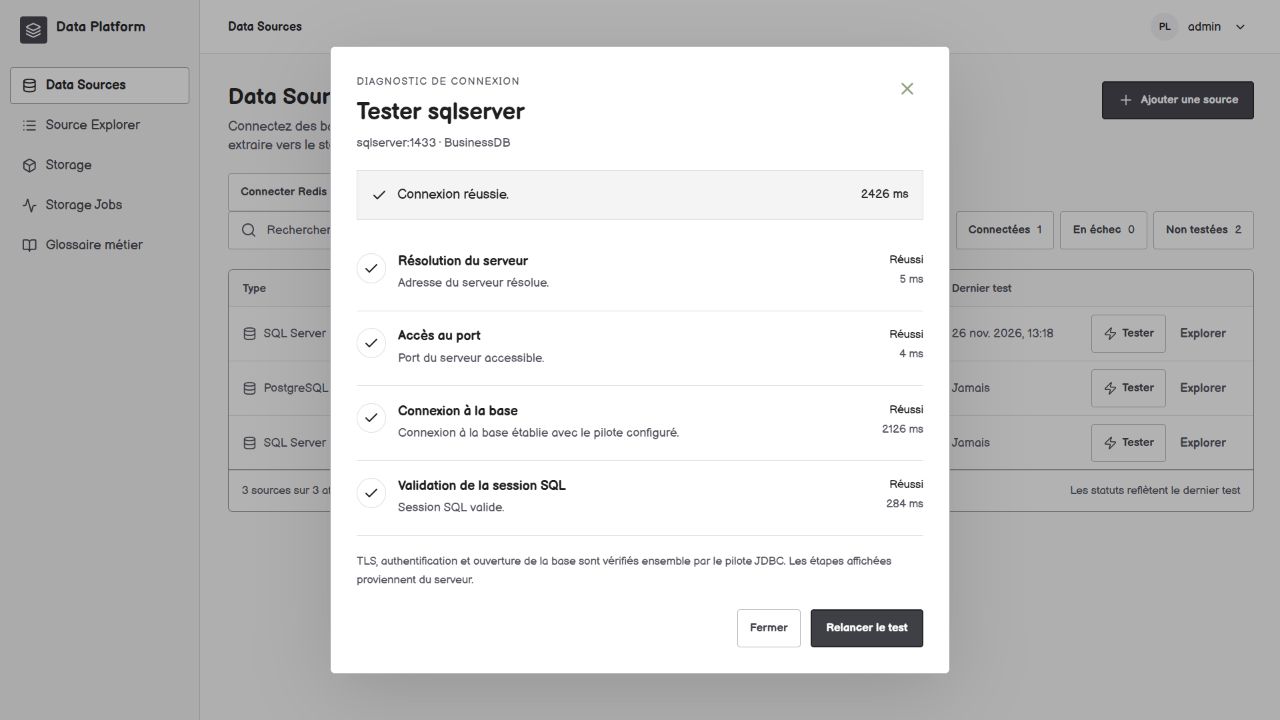 Data Platform
Data Sources
Source Explorer
Storage
Storage Jobs
Glossaire métier
Data Sources
PL
admin
Data Sour
Connectez des
extraire vers le
Ajouter une source
Connecter Redis
Rechercher
Connectées 1
En échec 0
Non testées 2
Type
Dernier test
SQL Server
26 nov. 2026, 13:18
Tester
Explorer
PostgreSQL
Jamais
Tester
Explorer
SQL Server
Jamais
Tester
Explorer
3 sources sur 3
Les statuts reflètent le dernier test
DIAGNOSTIC DE CONNEXION
Tester sqlserver
sqlserver:1433 · BusinessDB
Connexion réussie.
2426 ms
Résolution du serveur
Réussi
Adresse du serveur résolue.
5 ms
Accès au port
Réussi
Port du serveur accessible.
4 ms
Connexion à la base
Réussi
Connexion à la base établie avec le pilote configuré.
2126 ms
Validation de la session SQL
Réussi
Session SQL valide.
284 ms
TLS, authentification et ouverture de la base sont vérifiés ensemble par le pilote JDBC. Les étapes affichées
proviennent du serveur.
Fermer
Relancer le test